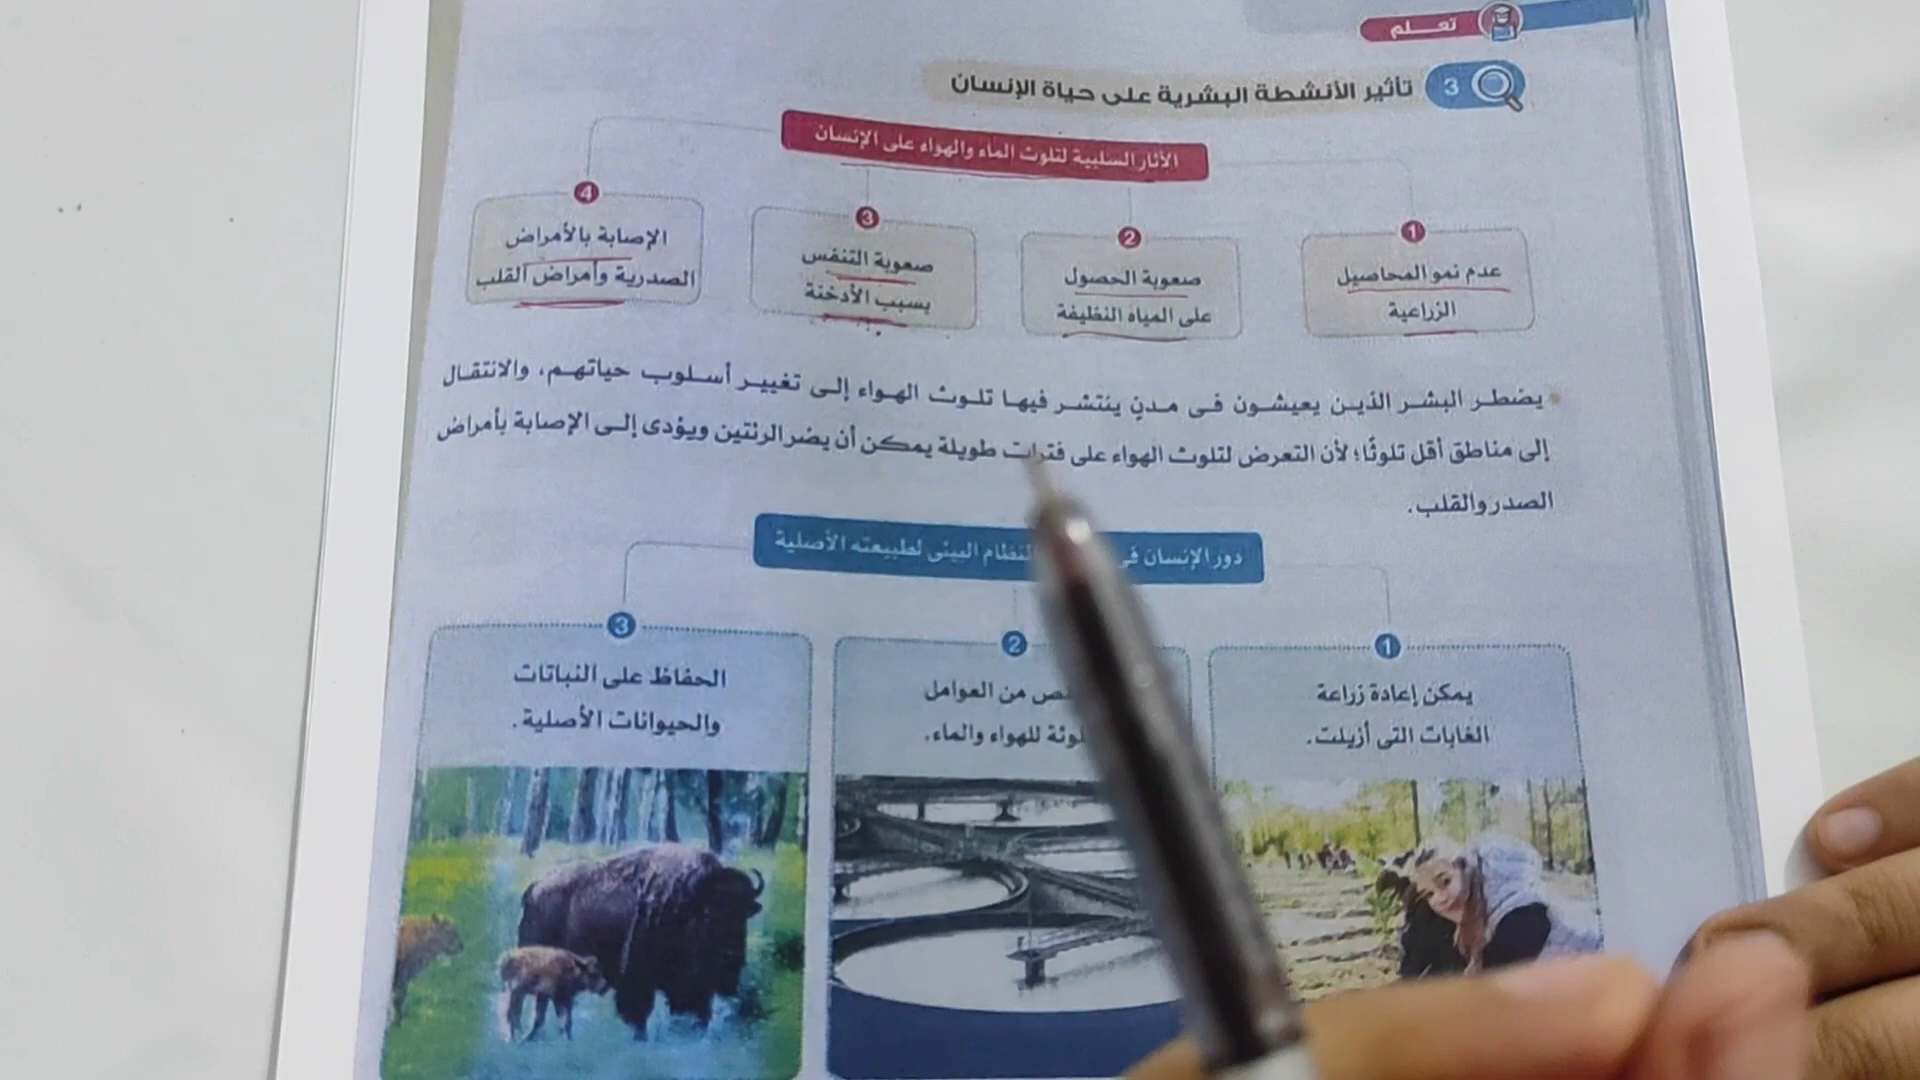 تعلم
3 تأثير الأنشطة البشرية على حياة الإنسان
الآثار السلبية لتلوث الماء والهواء على الإنسان
1
عدم نمو المحاصيل
الزراعية
2
صعوبة الحصول
على المياه النظيفة
3
صعوبة التنفس
بسبب الأدخنة
4
الإصابة بالأمراض
الصدرية وأمراض القلب
يضطر البشر الذين يعيشون فى مدن ينتشر فيها تلوث الهواء إلى تغيير أسلوب حياتهم، والانتقال
إلى مناطق أقل تلوثًا؛ لأن التعرض لتلوث الهواء على فترات طويلة يمكن أن يضر الرئتين ويؤدى إلى الإصابة بأمراض
الصدر والقلب.
دور الإنسان فى النظام البيئى لطبيعته الأصلية
1
يمكن إعادة زراعة
الغابات التى أزيلت.
2
من العوامل
للهواء والماء.
3
الحفاظ على النباتات
والحيوانات الأصلية.